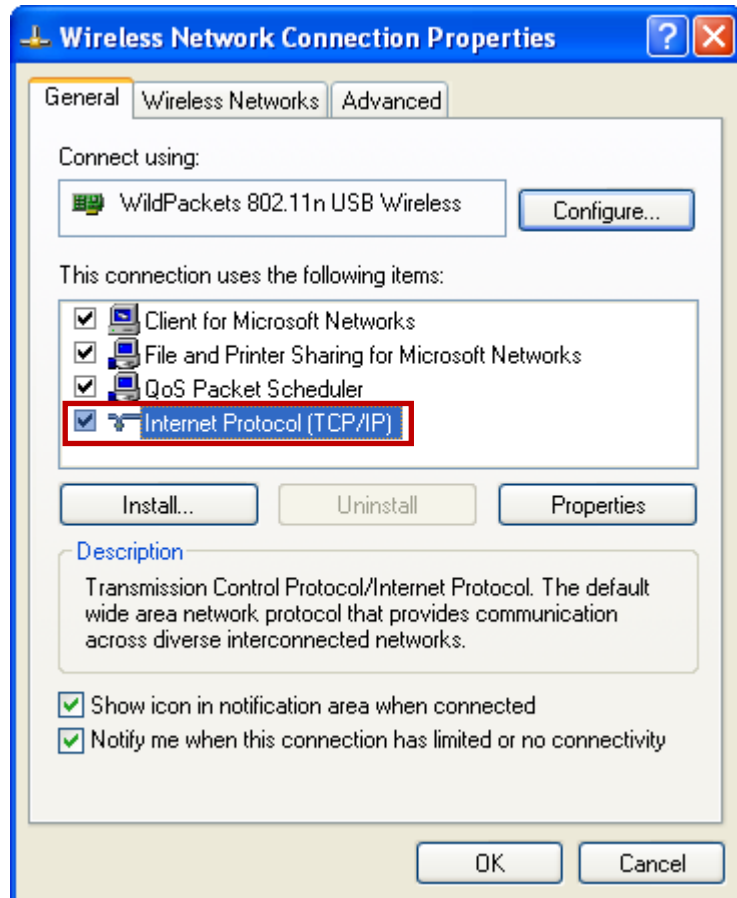 Wireless Network Connection Properties
General Wireless Networks Advanced
Connect using:
WildPackets 802.11n USB Wireless
Configure...
This connection uses the following items:
Client for Microsoft Networks
File and Printer Sharing for Microsoft Networks
QoS Packet Scheduler
Internet Protocol (TCP/IP)
Install... Uninstall Properties
Description
Transmission Control Protocol/Internet Protocol. The default
wide area network protocol that provides communication
across diverse interconnected networks.
Show icon in notification area when connected
Notify me when this connection has limited or no connectivity
OK Cancel